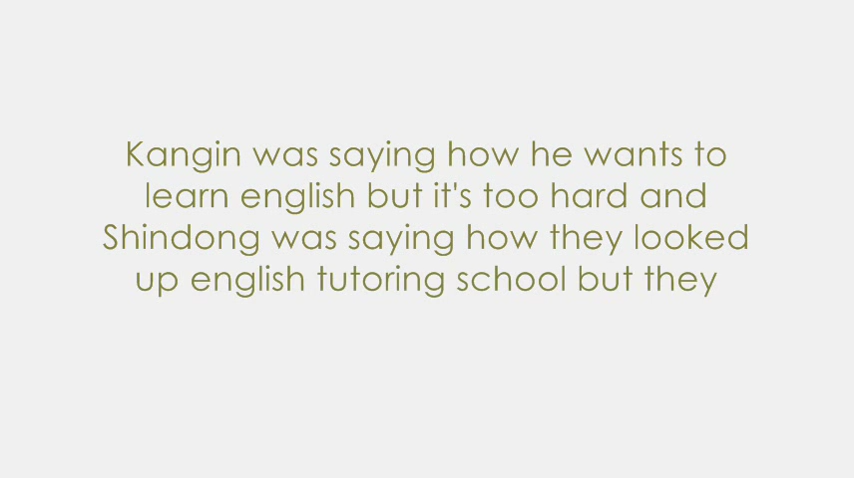 Kangin was saying how he wants to
learn english but it's too hard and
Shindong was saying how they looked
up english tutoring school but they